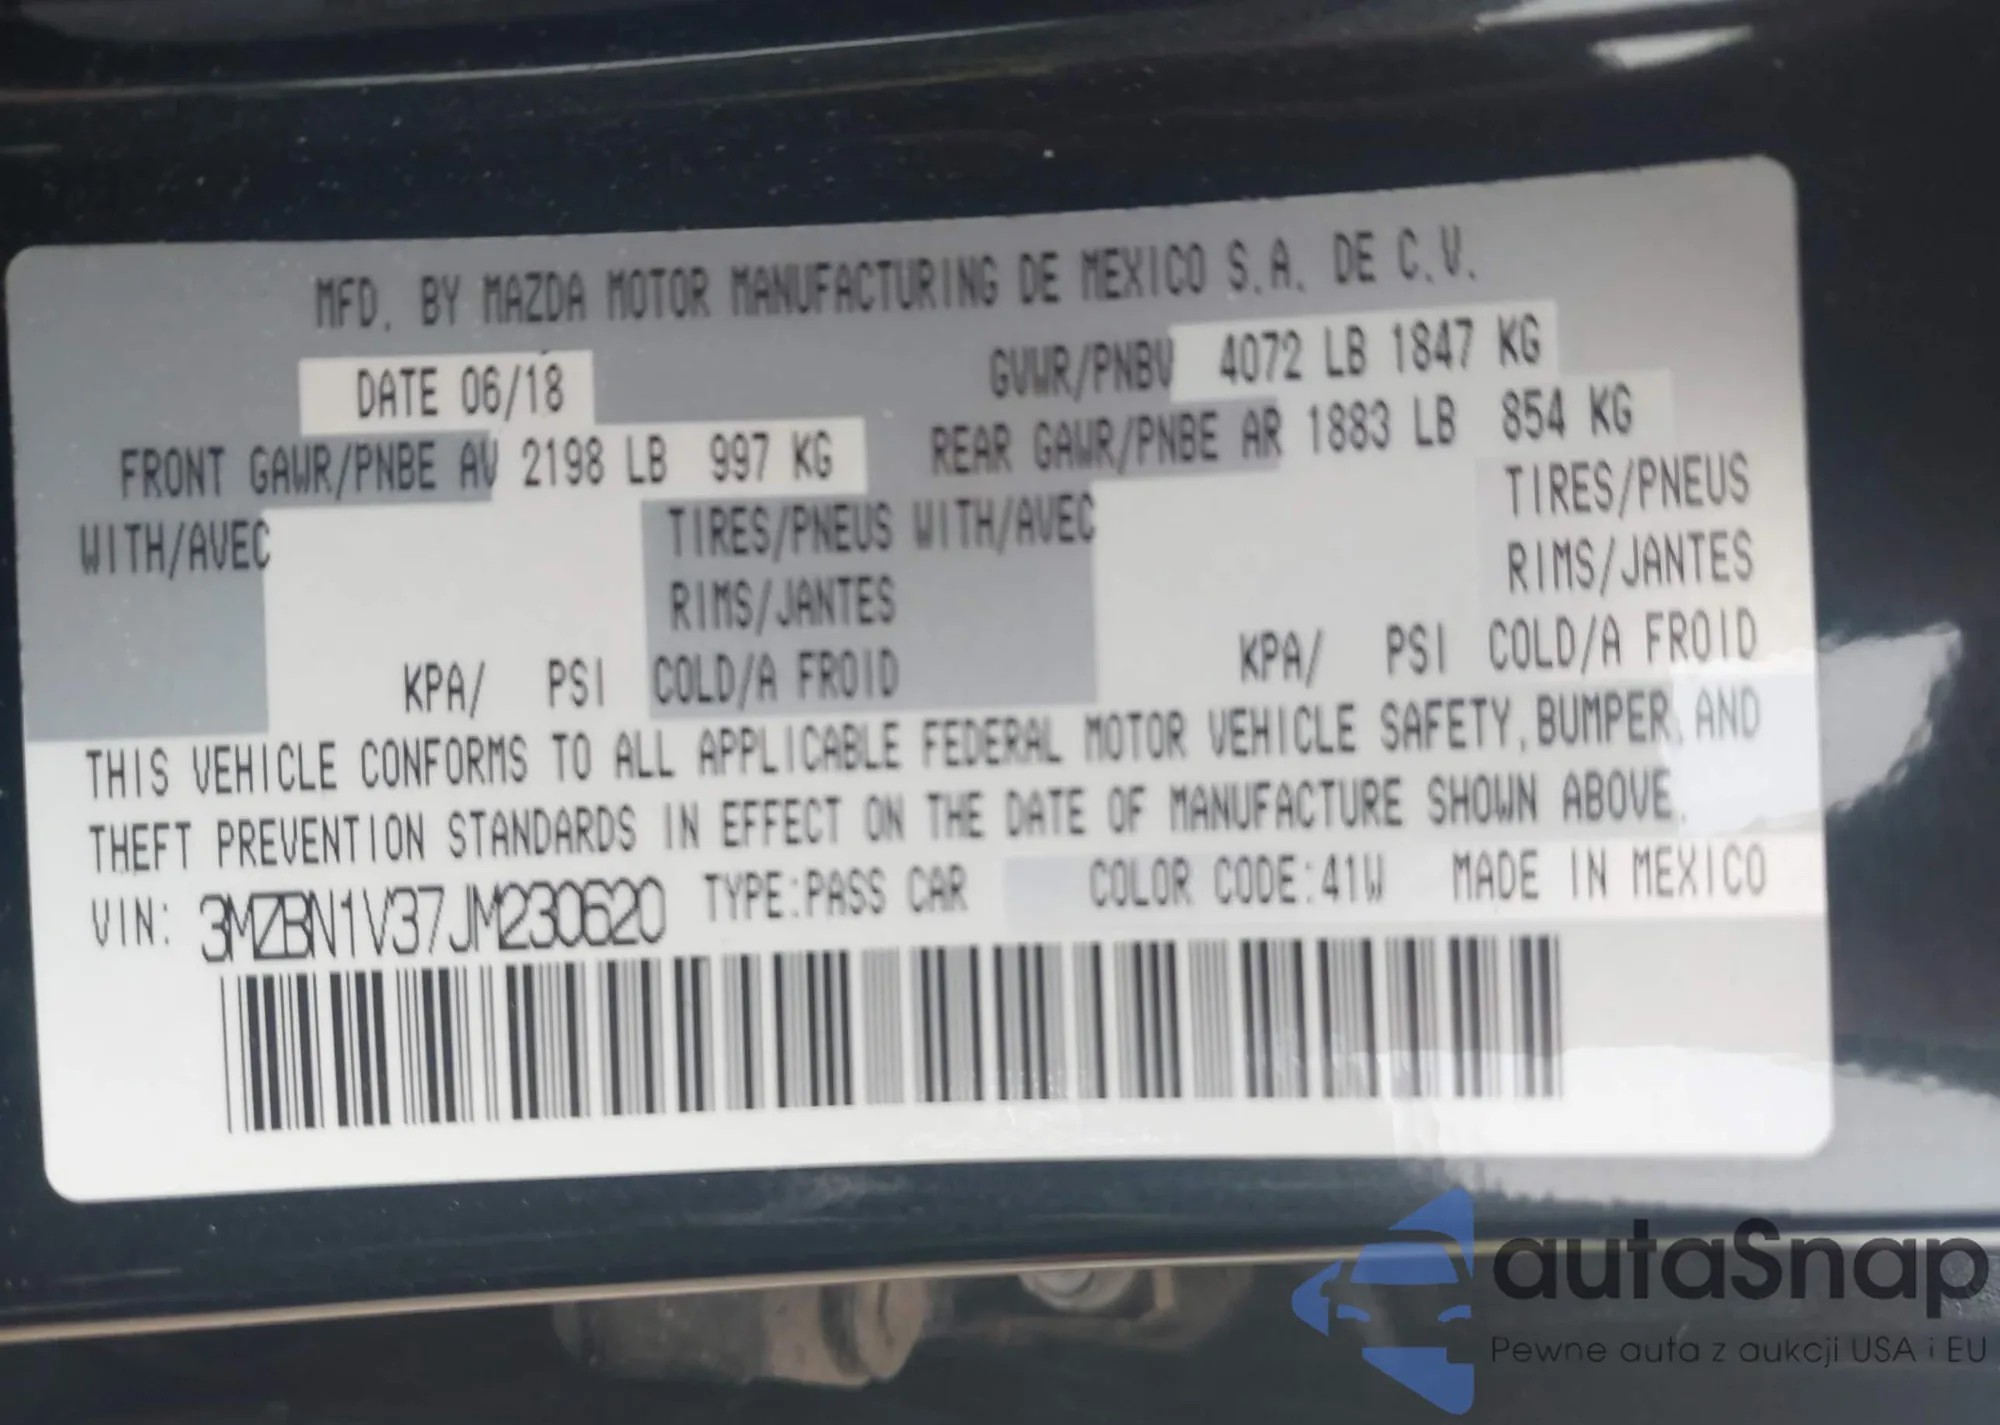 MFD. BY MAZDA MOTOR MANUFACTURING DE MEXICO S.A. DE C.V.
DATE 06/18 GVWR/PNBV 4072 LB 1847 KG
FRONT GAWR/PNBE AV 2198 LB 997 KG REAR GAWR/PNBE AR 1883 LB 854 KG
WITH/AVEC TIRES/PNEUS WITH/AVEC TIRES/PNEUS
RIMS/JANTES RIMS/JANTES
KPA/ PSI COLD/A FROID KPA/ PSI COLD/A FROID
THIS VEHICLE CONFORMS TO ALL APPLICABLE FEDERAL MOTOR VEHICLE SAFETY, BUMPER, AND
THEFT PREVENTION STANDARDS IN EFFECT ON THE DATE OF MANUFACTURE SHOWN ABOVE.
VIN: 3MZBN1V37JM230620 TYPE:PASS CAR COLOR CODE:41W MADE IN MEXICO
autaSnap
Pewne auta z aukcji USA i EU